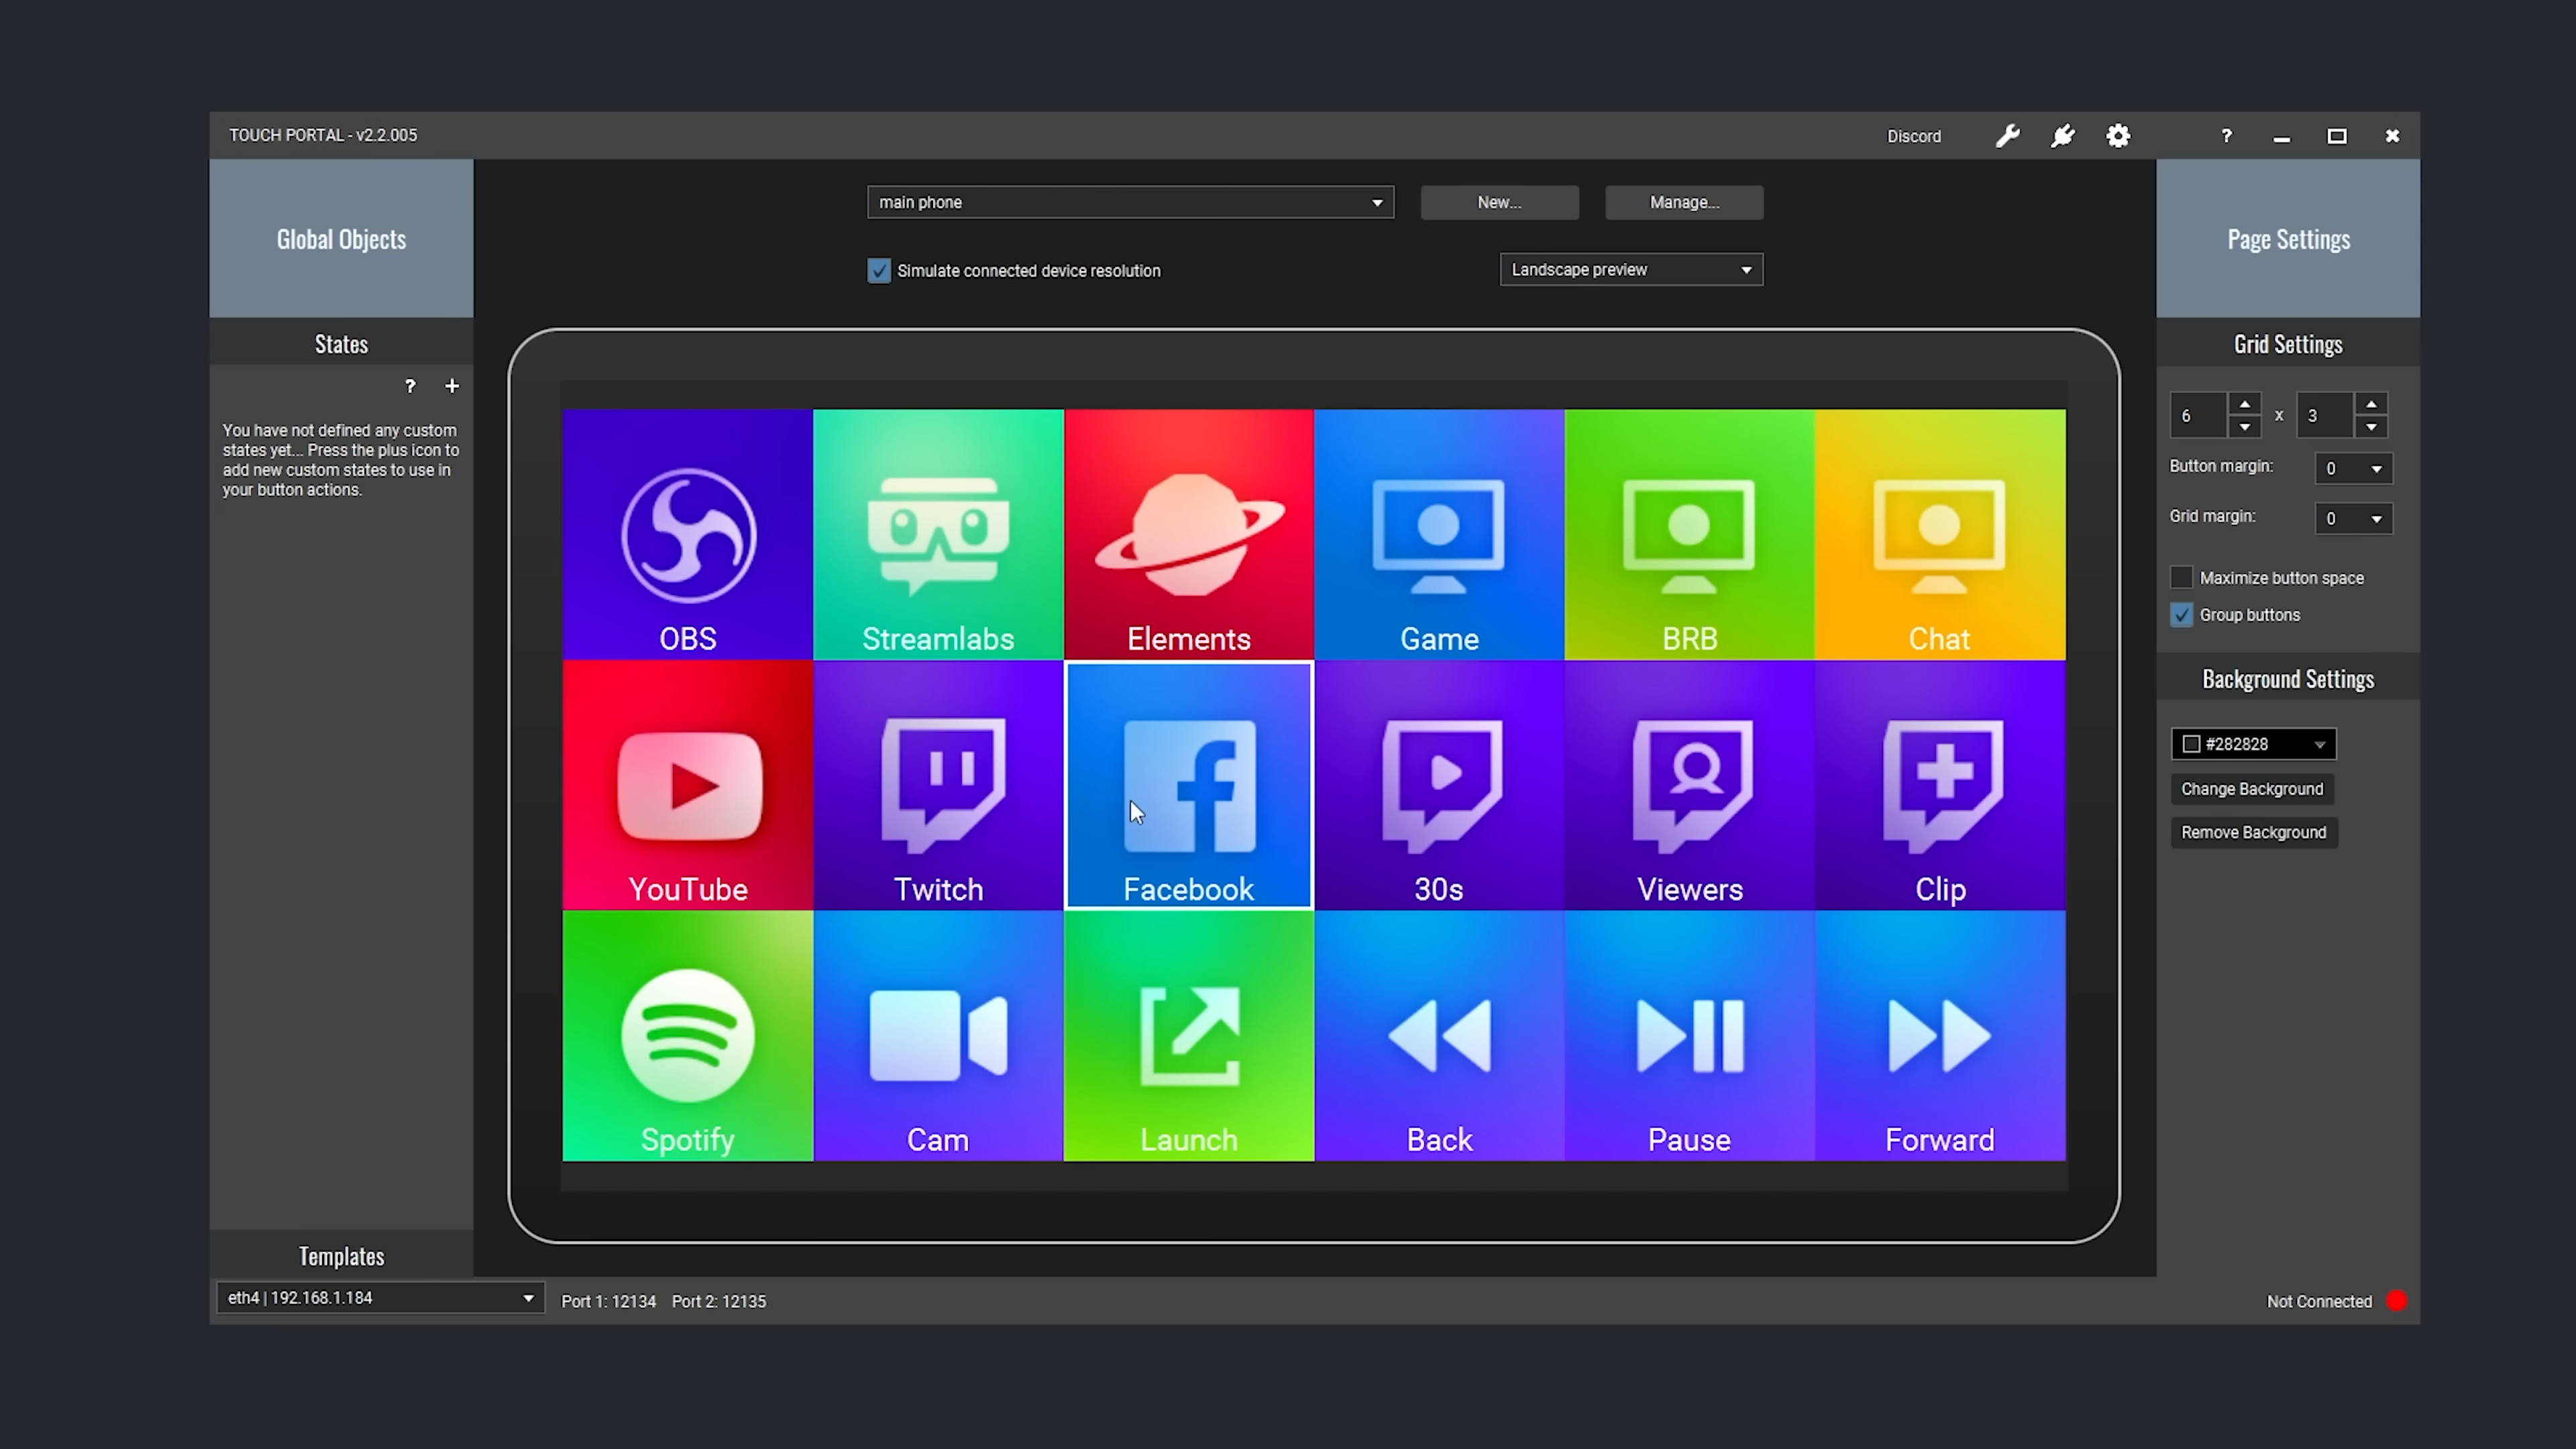 TOUCH PORTAL - v2.2.005
Discord
?
Global Objects
main phone
New...
Manage...
Page Settings
Simulate connected device resolution
Landscape preview
States
Grid Settings
? +
You have not defined any custom
states yet... Press the plus icon to
add new custom states to use in
your button actions.
6 x 3
Button margin: 0
Grid margin: 0
Maximize button space
Group buttons
Background Settings
#282828
Change Background
Remove Background
OBS
Streamlabs
Elements
Game
BRB
Chat
YouTube
Twitch
Facebook
30s
Viewers
Clip
Spotify
Cam
Launch
Back
Pause
Forward
Templates
eth4 | 192.168.1.184
Port 1: 12134 Port 2: 12135
Not Connected